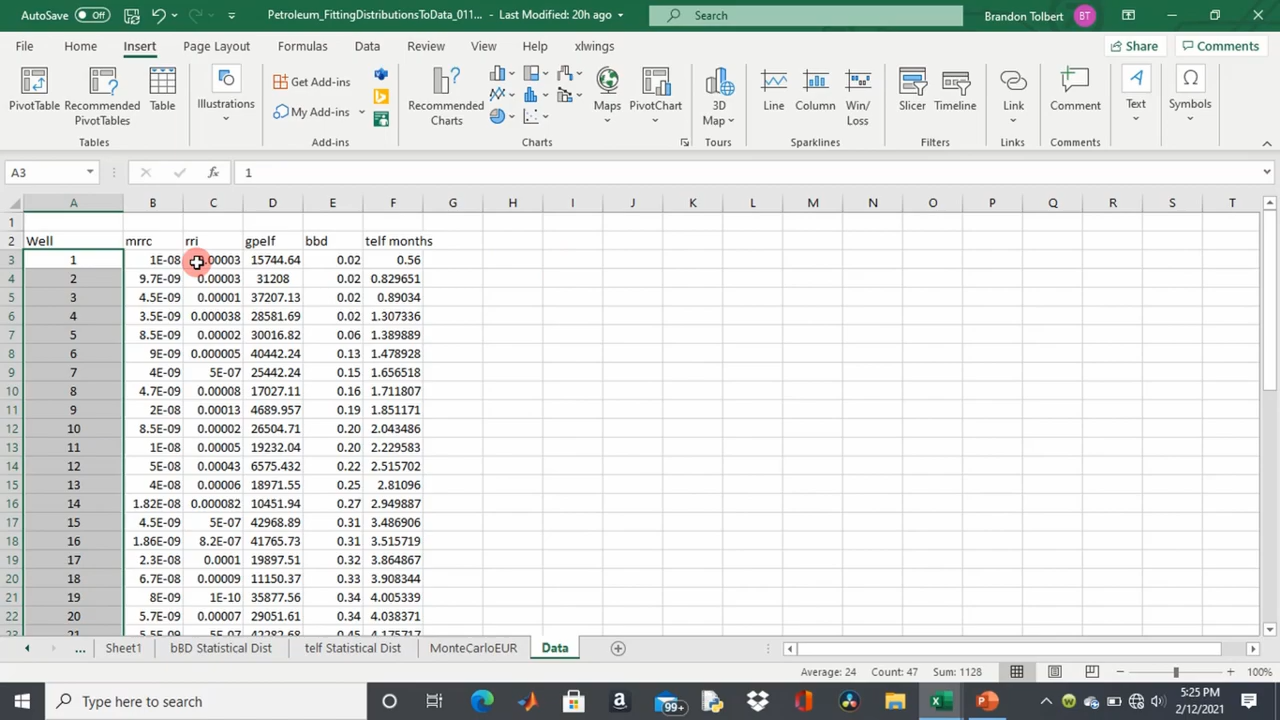 AutoSave Off Petroleum_FittingDistributionsToData_011... - Last Modified: 20h ago Search Brandon Tolbert BT
File Home Insert Page Layout Formulas Data Review View Help xlwings Share Comments
PivotTable Recommended PivotTables Table Illustrations Get Add-ins My Add-ins Recommended Charts Maps PivotChart 3D Map Line Column Win/Loss Slicer Timeline Link Comment Text Symbols
Tables Add-ins Charts Tours Sparklines Filters Links Comments
A3 fx 1
A B C D E F G H I J K L M N O P Q R S T
1
2 Well mrrc rri gpelf bbd telf months
3 1 1E-08 .00003 15744.64 0.02 0.56
4 2 9.7E-09 0.00003 31208 0.02 0.829651
5 3 4.5E-09 0.00001 37207.13 0.02 0.89034
6 4 3.5E-09 0.000038 28581.69 0.02 1.307336
7 5 8.5E-09 0.00002 30016.82 0.06 1.389889
8 6 9E-09 0.000005 40442.24 0.13 1.478928
9 7 4E-09 5E-07 25442.24 0.15 1.656518
10 8 4.7E-09 0.00008 17027.11 0.16 1.711807
11 9 2E-08 0.00013 4689.957 0.19 1.851171
12 10 8.5E-09 0.00002 26504.71 0.20 2.043486
13 11 1E-08 0.00005 19232.04 0.20 2.229583
14 12 5E-08 0.00043 6575.432 0.22 2.515702
15 13 4E-08 0.00006 18971.55 0.25 2.81096
16 14 1.82E-08 0.000082 10451.94 0.27 2.949887
17 15 4.5E-09 5E-07 42968.89 0.31 3.486906
18 16 1.86E-09 8.2E-07 41765.73 0.31 3.515719
19 17 2.3E-08 0.0001 19897.51 0.32 3.864867
20 18 6.7E-08 0.00009 11150.37 0.33 3.908344
21 19 8E-09 1E-10 35877.56 0.34 4.005339
22 20 5.7E-09 0.00007 29051.61 0.34 4.038371
23 21 5.5E-09 5E-07 42282.68 0.45 4.175717
... Sheet1 bBD Statistical Dist telf Statistical Dist MonteCarloEUR Data
Average: 24 Count: 47 Sum: 1128 100%
Type here to search 99+ 5:25 PM
2/12/2021